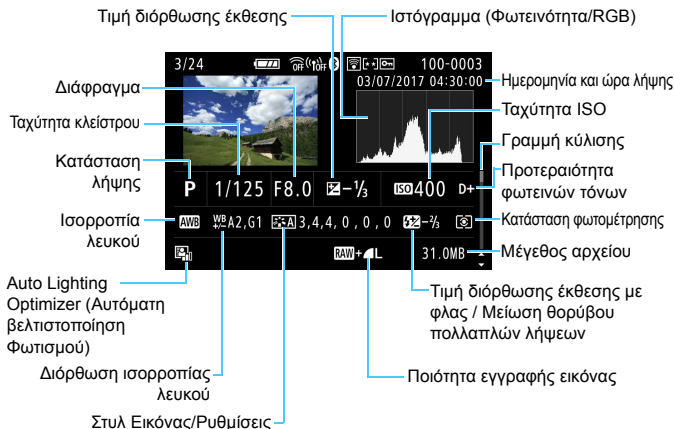 Τιμή διόρθωσης έκθεσης
Ιστόγραμμα (Φωτεινότητα/RGB)
3/24
OFF
OFF
100-0003
03/07/2017 04:30:00
Ημερομηνία και ώρα λήψης
Διάφραγμα
Ταχύτητα ISO
Ταχύτητα κλείστρου
Γραμμή κύλισης
Κατάσταση
λήψης
Προτεραιότητα
φωτεινών τόνων
P 1/125 F8.0 -⅓ ISO 400 D+
Ισορροπία
λευκού
AWB WB+/- A2,G1 A 3,4,4,0,0,0 -⅔
Κατάσταση φωτομέτρησης
RAW+L 31.0MB
Μέγεθος αρχείου
Auto Lighting
Optimizer (Αυτόματη
βελτιστοποίηση
Φωτισμού)
Τιμή διόρθωσης έκθεσης με
φλας / Μείωση θορύβου
πολλαπλών λήψεων
Διόρθωση ισορροπίας
λευκού
Ποιότητα εγγραφής εικόνας
Στυλ Εικόνας/Ρυθμίσεις